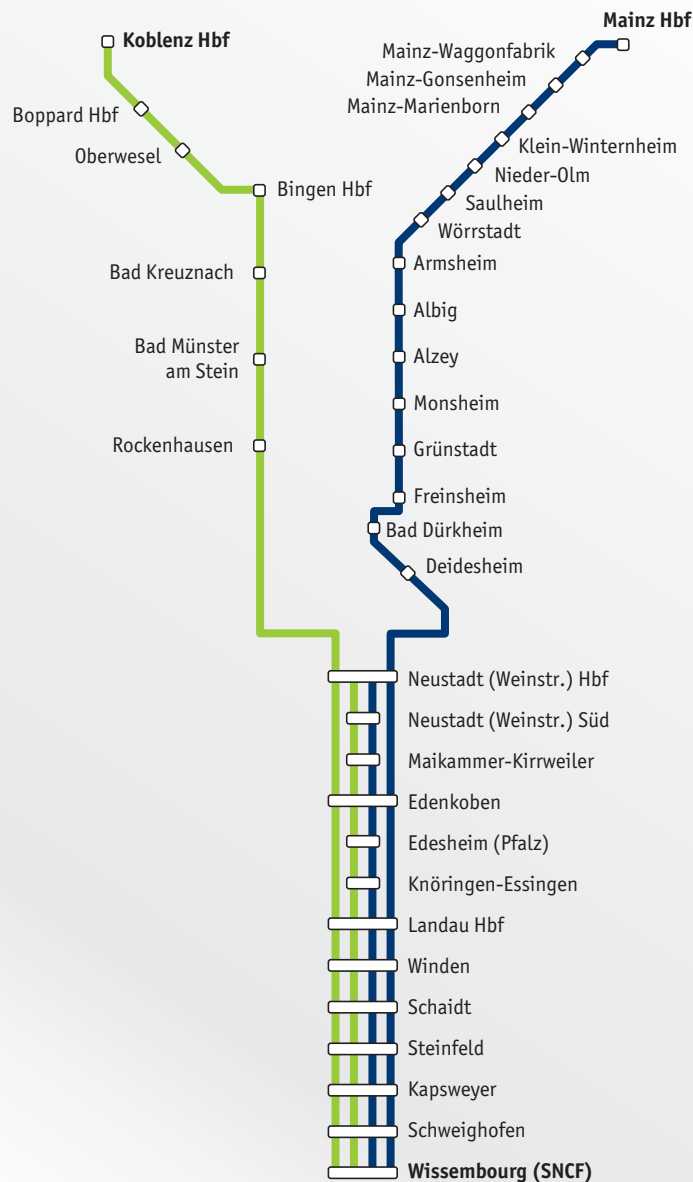 Koblenz Hbf
Boppard Hbf
Oberwesel
Bingen Hbf
Bad Kreuznach
Bad Münster
am Stein
Rockenhausen
Mainz Hbf
Mainz-Waggonfabrik
Mainz-Gonsenheim
Mainz-Marienborn
Klein-Winternheim
Nieder-Olm
Saulheim
Wörrstadt
Armsheim
Albig
Alzey
Monsheim
Grünstadt
Freinsheim
Bad Dürkheim
Deidesheim
Neustadt (Weinstr.) Hbf
Neustadt (Weinstr.) Süd
Maikammer-Kirrweiler
Edenkoben
Edesheim (Pfalz)
Knöringen-Essingen
Landau Hbf
Winden
Schaidt
Steinfeld
Kapsweyer
Schweighofen
Wissembourg (SNCF)